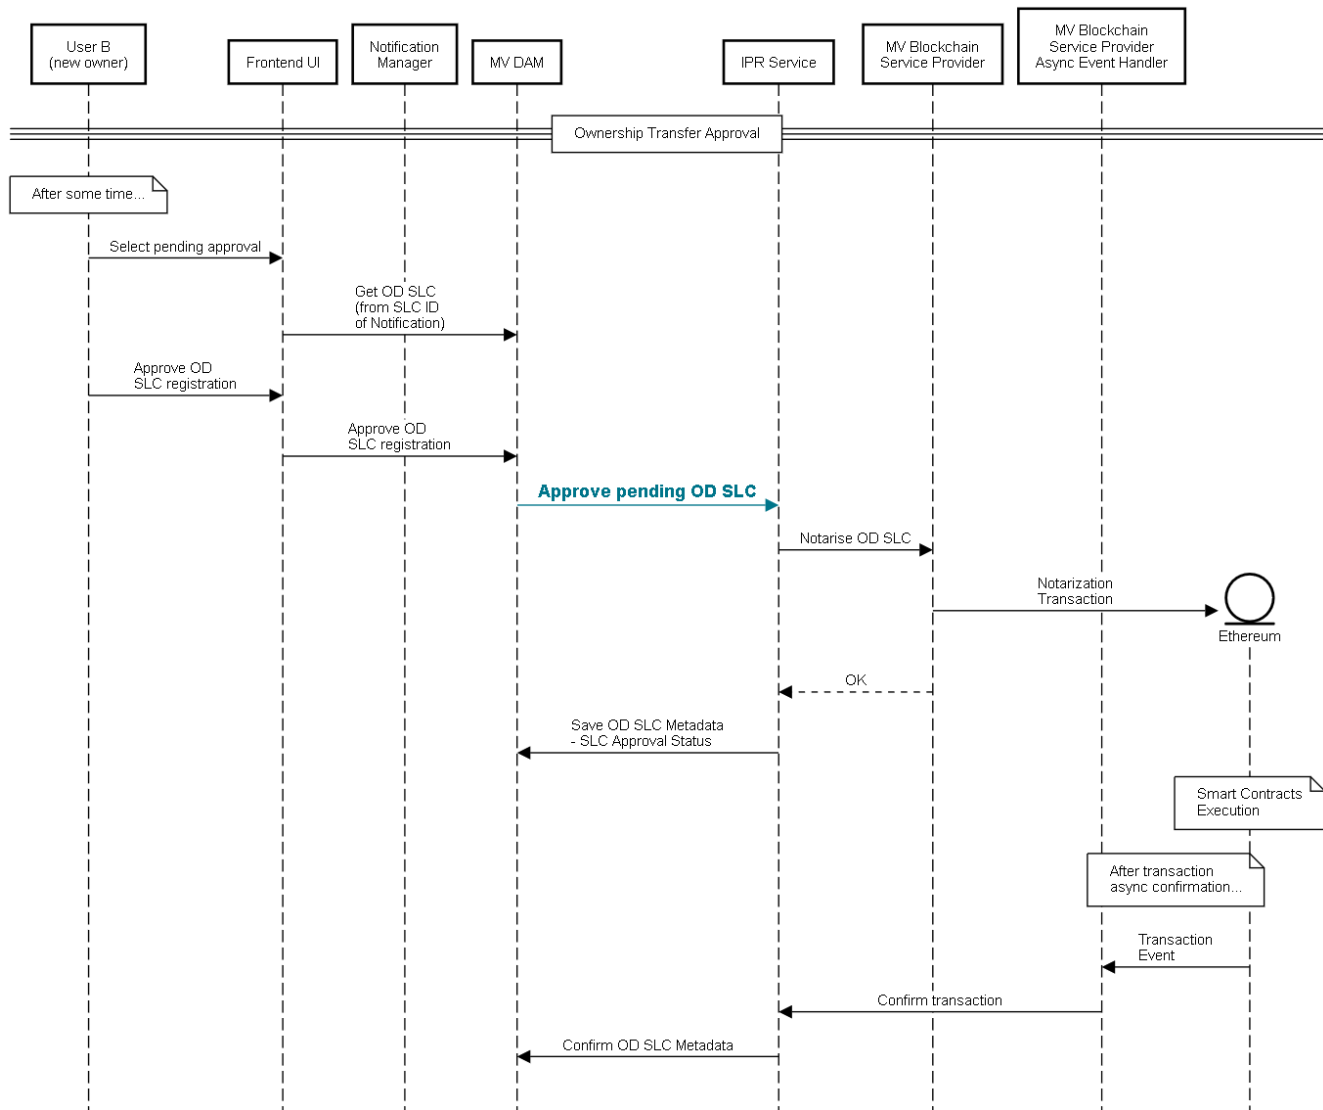 User B
(new owner)
Frontend UI
Notification
Manager
MV DAM
IPR Service
MV Blockchain
Service Provider
MV Blockchain
Service Provider
Async Event Handler
Ownership Transfer Approval
After some time...
Select pending approval
Get OD SLC
(from SLC ID
of Notification)
Approve OD
SLC registration
Approve OD
SLC registration
Approve pending OD SLC
Notarise OD SLC
Notarization
Transaction
Ethereum
OK
Save OD SLC Metadata
- SLC Approval Status
Smart Contracts
Execution
After transaction
async confirmation...
Transaction
Event
Confirm transaction
Confirm OD SLC Metadata